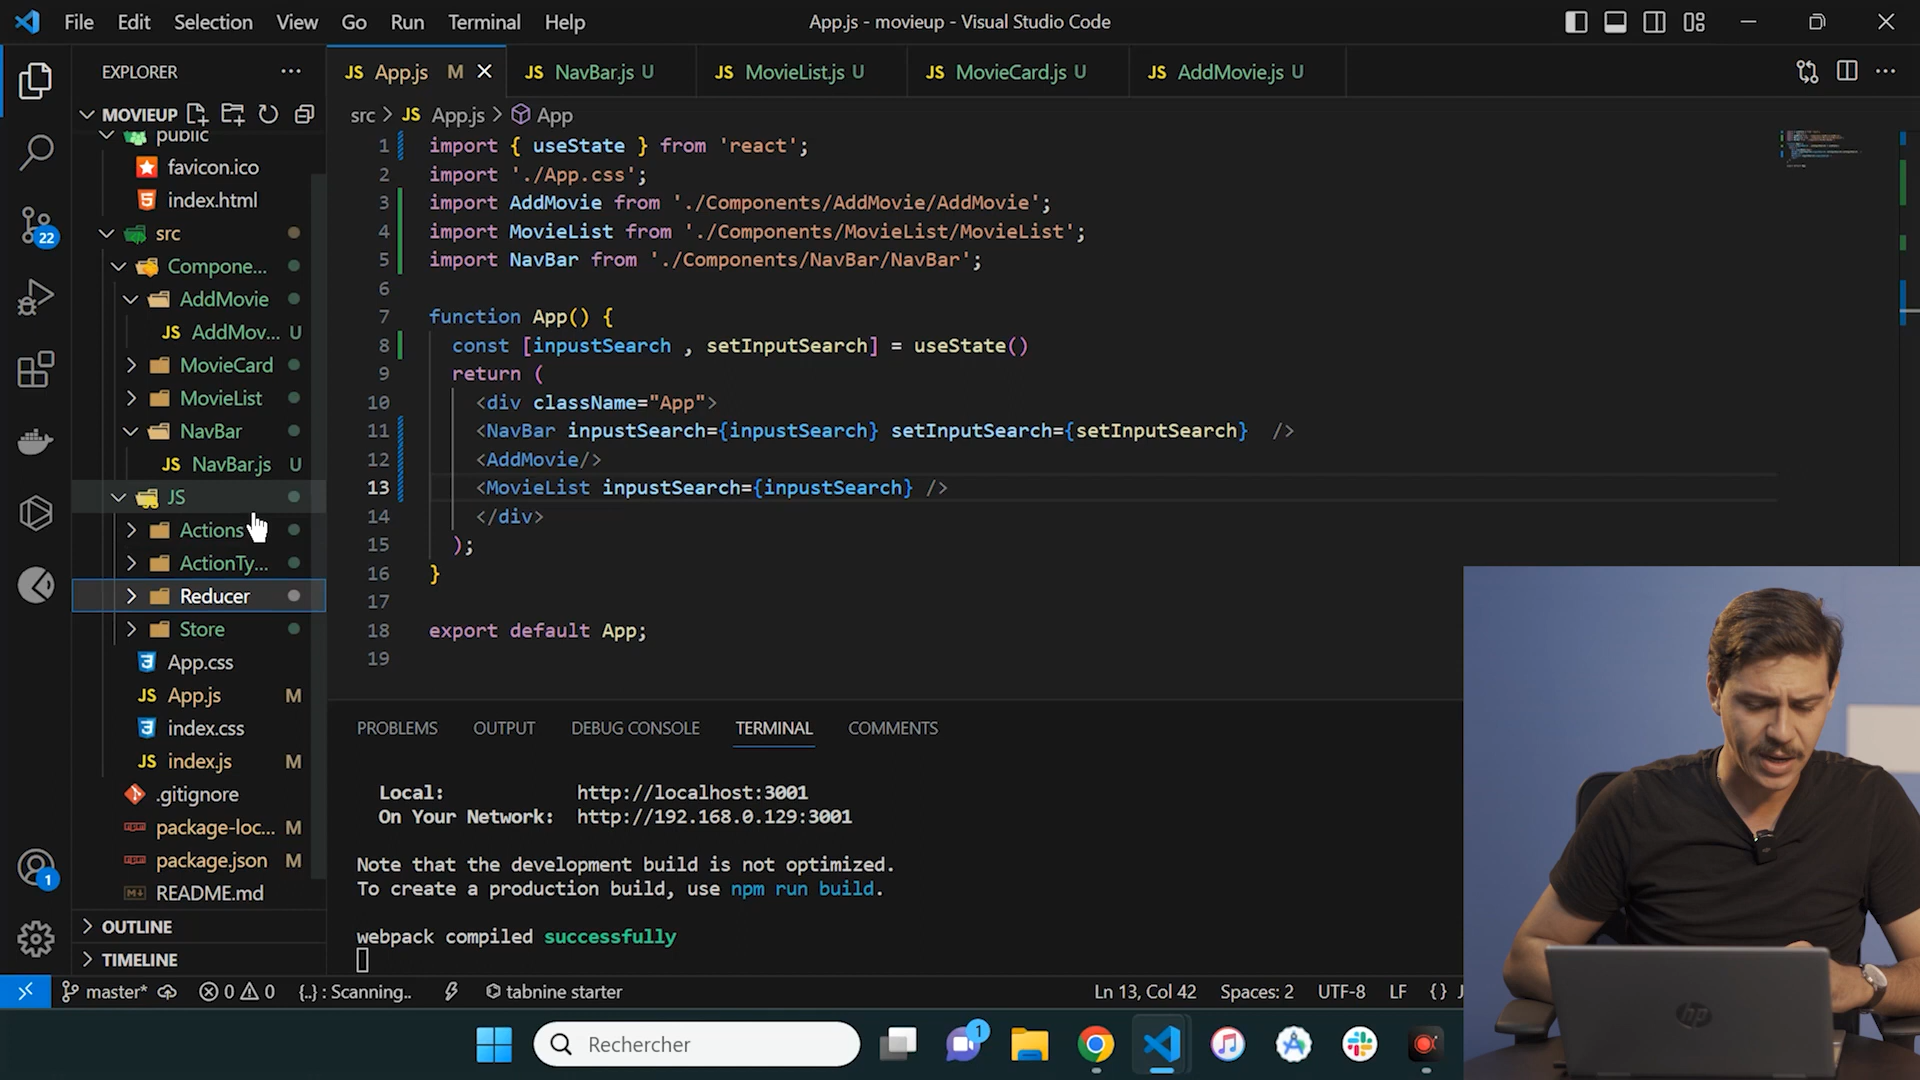 File Edit Selection View Go Run Terminal Help
App.js - movieup - Visual Studio Code
EXPLORER
MOVIEUP
public
favicon.ico
index.html
src
Compone...
AddMovie
JS AddMov... U
MovieCard
MovieList
NavBar
JS NavBar.js U
JS
Actions
ActionTy...
Reducer
Store
App.css
JS App.js M
index.css
JS index.js M
.gitignore
package-loc... M
package.json M
README.md
OUTLINE
TIMELINE
22
1
JS App.js M
JS NavBar.js U
JS MovieList.js U
JS MovieCard.js U
JS AddMovie.js U
src > JS App.js > App
1 import { useState } from 'react';
2 import './App.css';
3 import AddMovie from './Components/AddMovie/AddMovie';
4 import MovieList from './Components/MovieList/MovieList';
5 import NavBar from './Components/NavBar/NavBar';
6
7 function App() {
8 const [inpustSearch , setInputSearch] = useState()
9 return (
10 <div className="App">
11 <NavBar inpustSearch={inpustSearch} setInputSearch={setInputSearch} />
12 <AddMovie/>
13 <MovieList inpustSearch={inpustSearch} />
14 </div>
15 );
16 }
17
18 export default App;
19
PROBLEMS OUTPUT DEBUG CONSOLE TERMINAL COMMENTS
Local: http://localhost:3001
On Your Network: http://192.168.0.129:3001
Note that the development build is not optimized.
To create a production build, use npm run build.
webpack compiled successfully
master* 0 0 {..} : Scanning.. tabnine starter
Ln 13, Col 42 Spaces: 2 UTF-8 LF {} J
Rechercher
1
hp